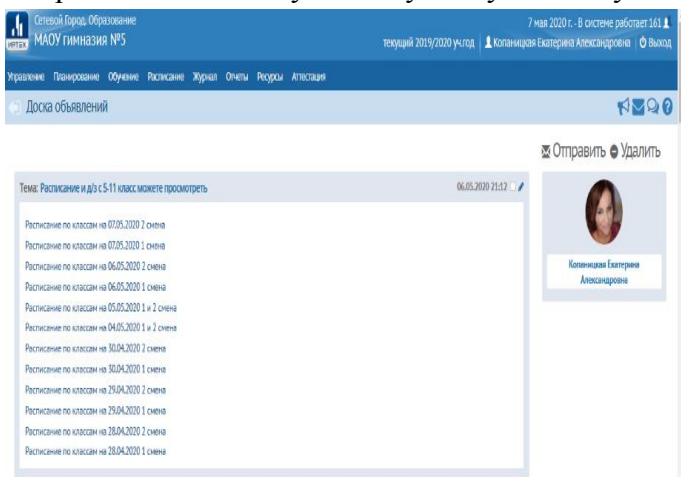 Сетевой Город. Образование
7 мая 2020 г. - В системе работает 161
ИРТЕХ
МАОУ гимназия №5
текущий 2019/2020 уч.год
Копаницкая Екатерина Александровна
Выход
Управление Планирование Обучение Расписание Журнал Отчеты Ресурсы Аттестация
Доска объявлений
Отправить Удалить
Тема: Расписание и д/з с 5-11 класс можете просмотреть
06.05.2020 21:12
Расписание по классам на 07.05.2020 2 смена
Расписание по классам на 07.05.2020 1 смена
Расписание по классам на 06.05.2020 2 смена
Расписание по классам на 06.05.2020 1 смена
Расписание по классам на 05.05.2020 1 и 2 смена
Расписание по классам на 04.05.2020 1 и 2 смена
Расписание по классам на 30.04.2020 2 смена
Расписание по классам на 30.04.2020 1 смена
Расписание по классам на 29.04.2020 2 смена
Расписание по классам на 29.04.2020 1 смена
Расписание по классам на 28.04.2020 2 смена
Расписание по классам на 28.04.2020 1 смена
Копаницкая Екатерина
Александровна